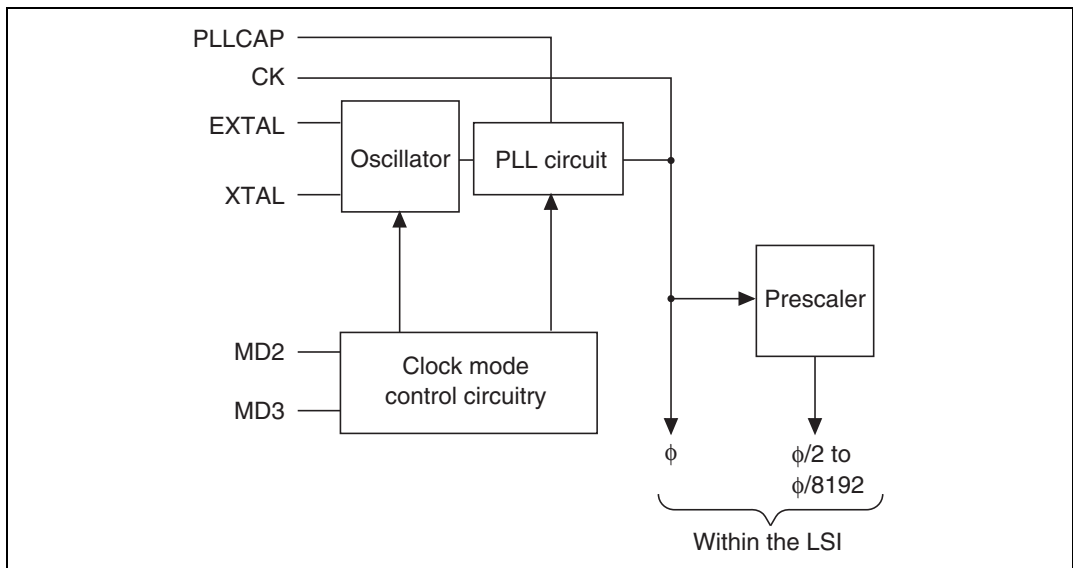 PLLCAP
CK
EXTAL
Oscillator
PLL circuit
XTAL
Prescaler
MD2
Clock mode
control circuitry
MD3
ϕ
ϕ/2 to
ϕ/8192
Within the LSI